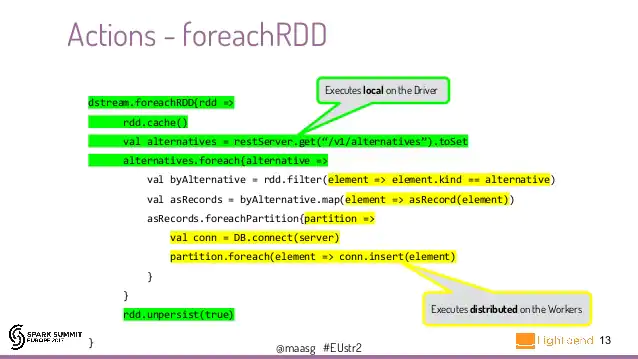 Actions - foreachRDD
Executes local on the Driver
dstream.foreachRDD{rdd =>
rdd.cache()
val alternatives = restServer.get(“/v1/alternatives”).toSet
alternatives.foreach{alternative =>
val byAlternative = rdd.filter(element => element.kind == alternative)
val asRecords = byAlternative.map(element => asRecord(element))
asRecords.foreachPartition{partition =>
val conn = DB.connect(server)
partition.foreach(element => conn.insert(element)
}
}
Executes distributed on the Workers
rdd.unpersist(true)
}
SPARK SUMMIT
EUROPE 2017
@maasg #EUstr2
Lightbend 13